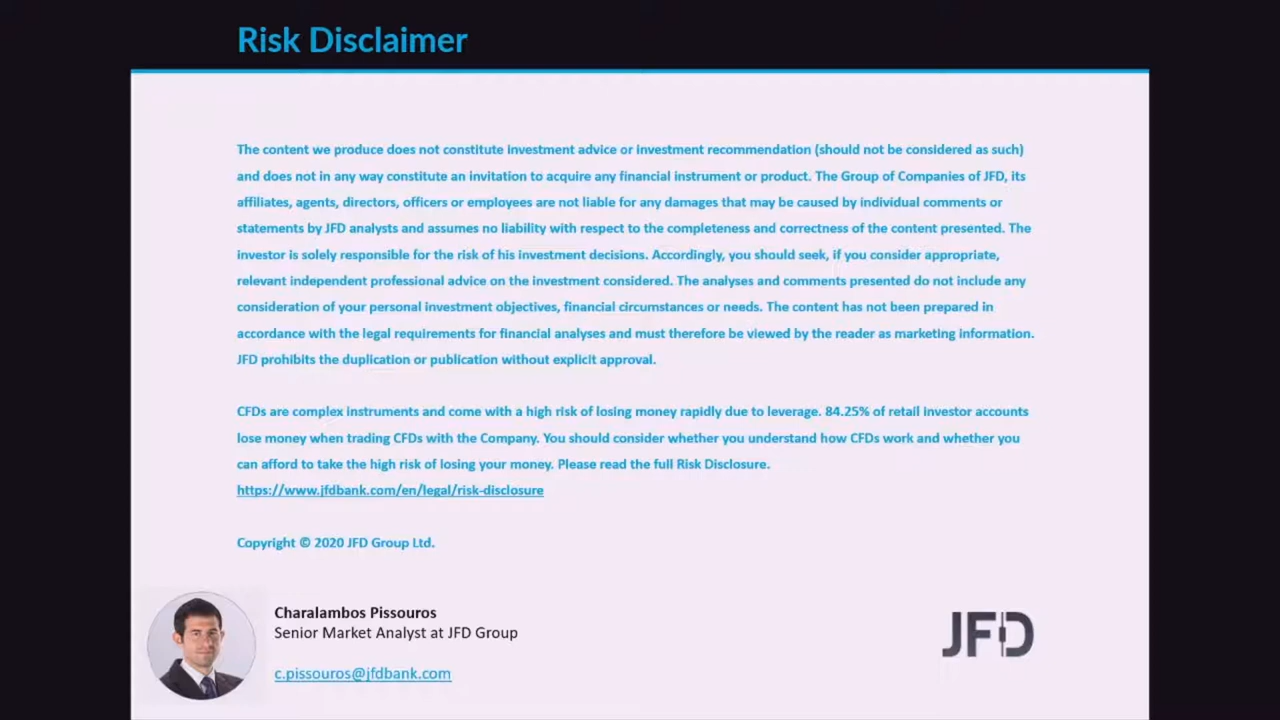 Risk Disclaimer
The content we produce does not constitute investment advice or investment recommendation (should not be considered as such)
and does not in any way constitute an invitation to acquire any financial instrument or product. The Group of Companies of JFD, its
affiliates, agents, directors, officers or employees are not liable for any damages that may be caused by individual comments or
statements by JFD analysts and assumes no liability with respect to the completeness and correctness of the content presented. The
investor is solely responsible for the risk of his investment decisions. Accordingly, you should seek, if you consider appropriate,
relevant independent professional advice on the investment considered. The analyses and comments presented do not include any
consideration of your personal investment objectives, financial circumstances or needs. The content has not been prepared in
accordance with the legal requirements for financial analyses and must therefore be viewed by the reader as marketing information.
JFD prohibits the duplication or publication without explicit approval.
CFDs are complex instruments and come with a high risk of losing money rapidly due to leverage. 84.25% of retail investor accounts
lose money when trading CFDs with the Company. You should consider whether you understand how CFDs work and whether you
can afford to take the high risk of losing your money. Please read the full Risk Disclosure.
https://www.jfdbank.com/en/legal/risk-disclosure
Copyright © 2020 JFD Group Ltd.
Charalambos Pissouros
Senior Market Analyst at JFD Group
c.pissouros@jfdbank.com
JFD